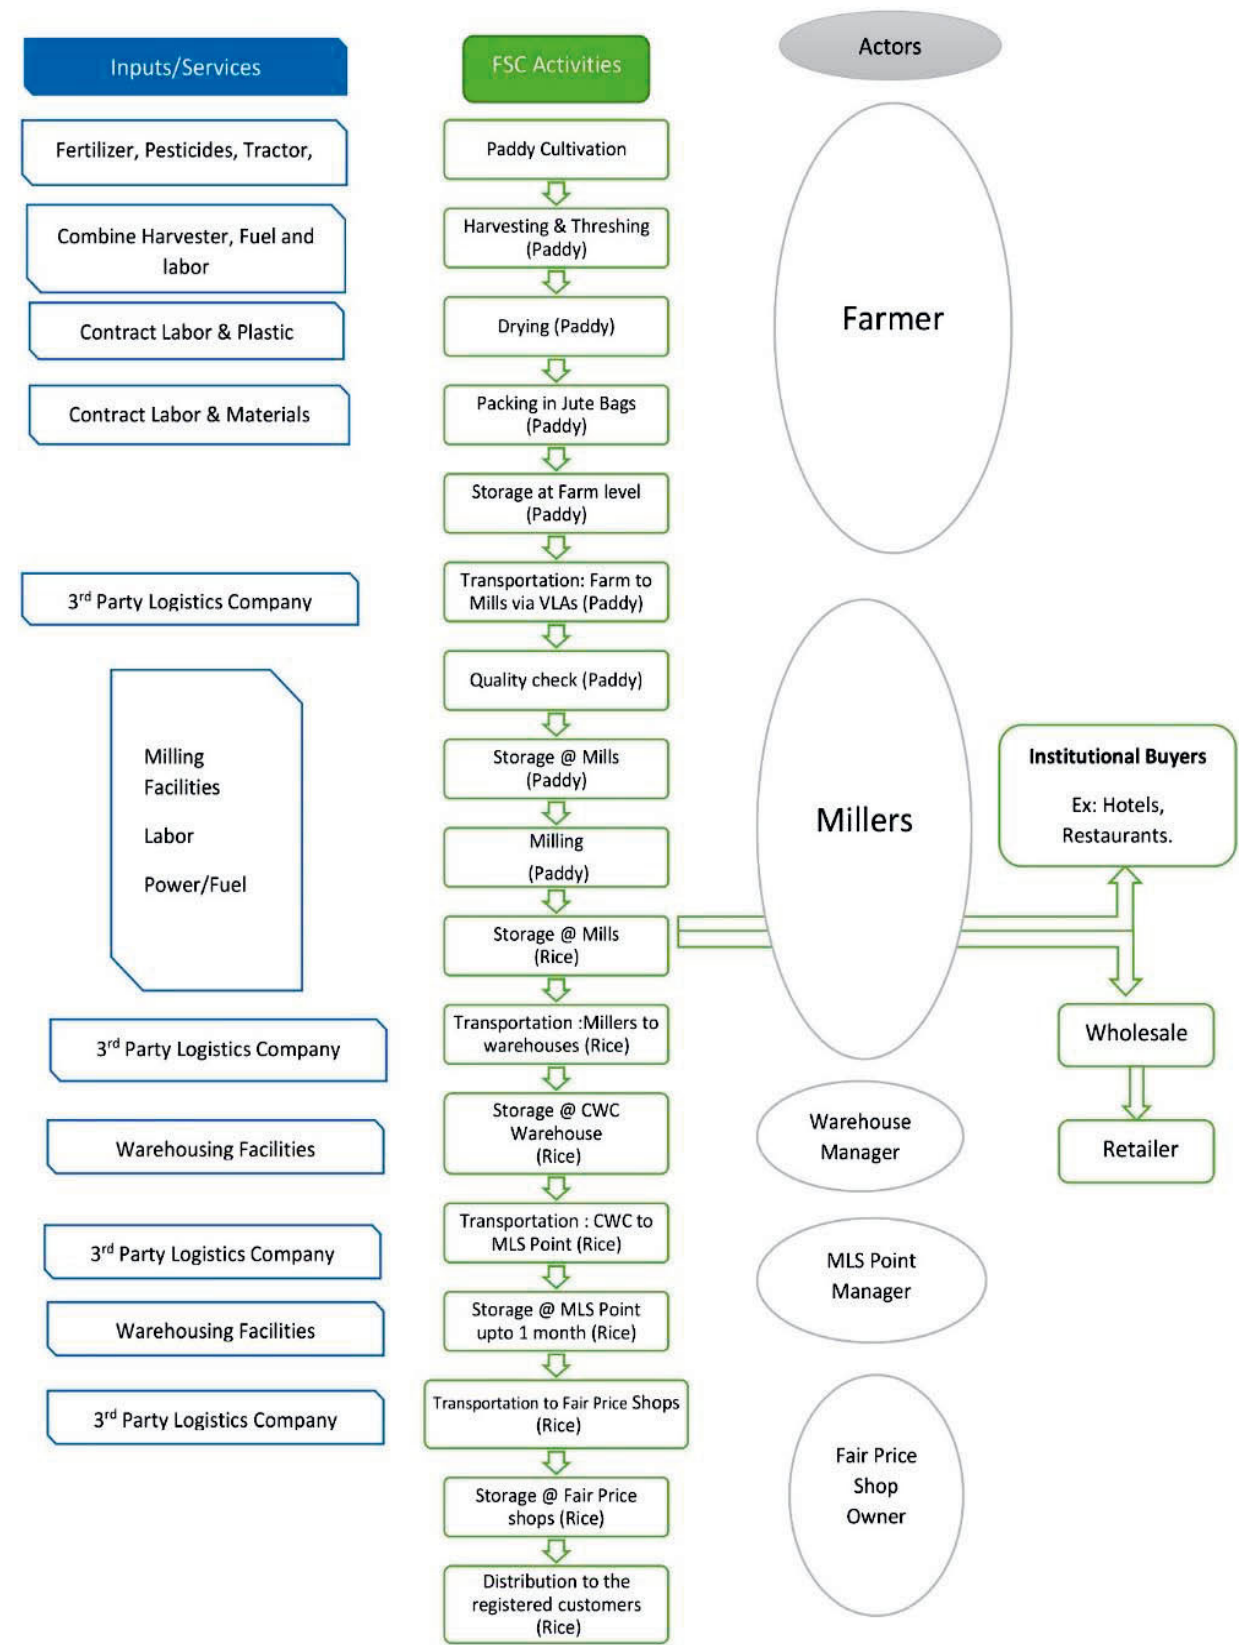 Inputs/Services
Fertilizer, Pesticides, Tractor,
Combine Harvester, Fuel and
labor
Contract Labor & Plastic
Contract Labor & Materials
3rd Party Logistics Company
Milling
Facilities
Labor
Power/Fuel
3rd Party Logistics Company
Warehousing Facilities
3rd Party Logistics Company
Warehousing Facilities
3rd Party Logistics Company
FSC Activities
Paddy Cultivation
Harvesting & Threshing
(Paddy)
Drying (Paddy)
Packing in Jute Bags
(Paddy)
Storage at Farm level
(Paddy)
Transportation: Farm to
Mills via VLAs (Paddy)
Quality check (Paddy)
Storage @ Mills
(Paddy)
Milling
(Paddy)
Storage @ Mills
(Rice)
Transportation :Millers to
warehouses (Rice)
Storage @ CWC
Warehouse
(Rice)
Transportation : CWC to
MLS Point (Rice)
Storage @ MLS Point
upto 1 month (Rice)
Transportation to Fair Price Shops
(Rice)
Storage @ Fair Price
shops (Rice)
Distribution to the
registered customers
(Rice)
Actors
Farmer
Millers
Warehouse
Manager
MLS Point
Manager
Fair Price
Shop
Owner
Institutional Buyers
Ex: Hotels,
Restaurants.
Wholesale
Retailer